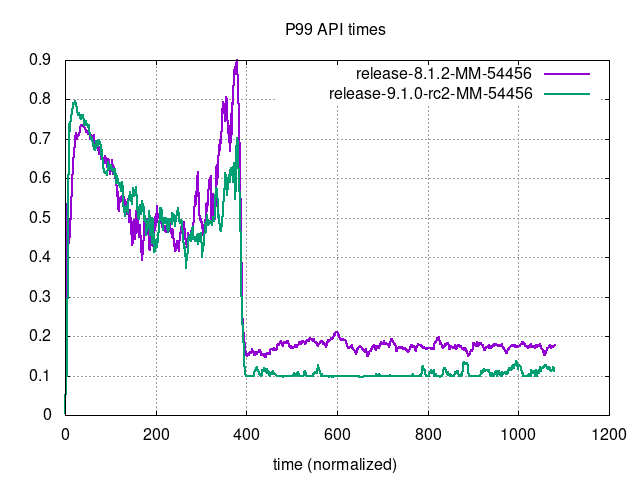 P99 API times
0.9
0.8
0.7
0.6
0.5
0.4
0.3
0.2
0.1
0
release-8.1.2-MM-54456
release-9.1.0-rc2-MM-54456
0 200 400 600 800 1000 1200
time (normalized)